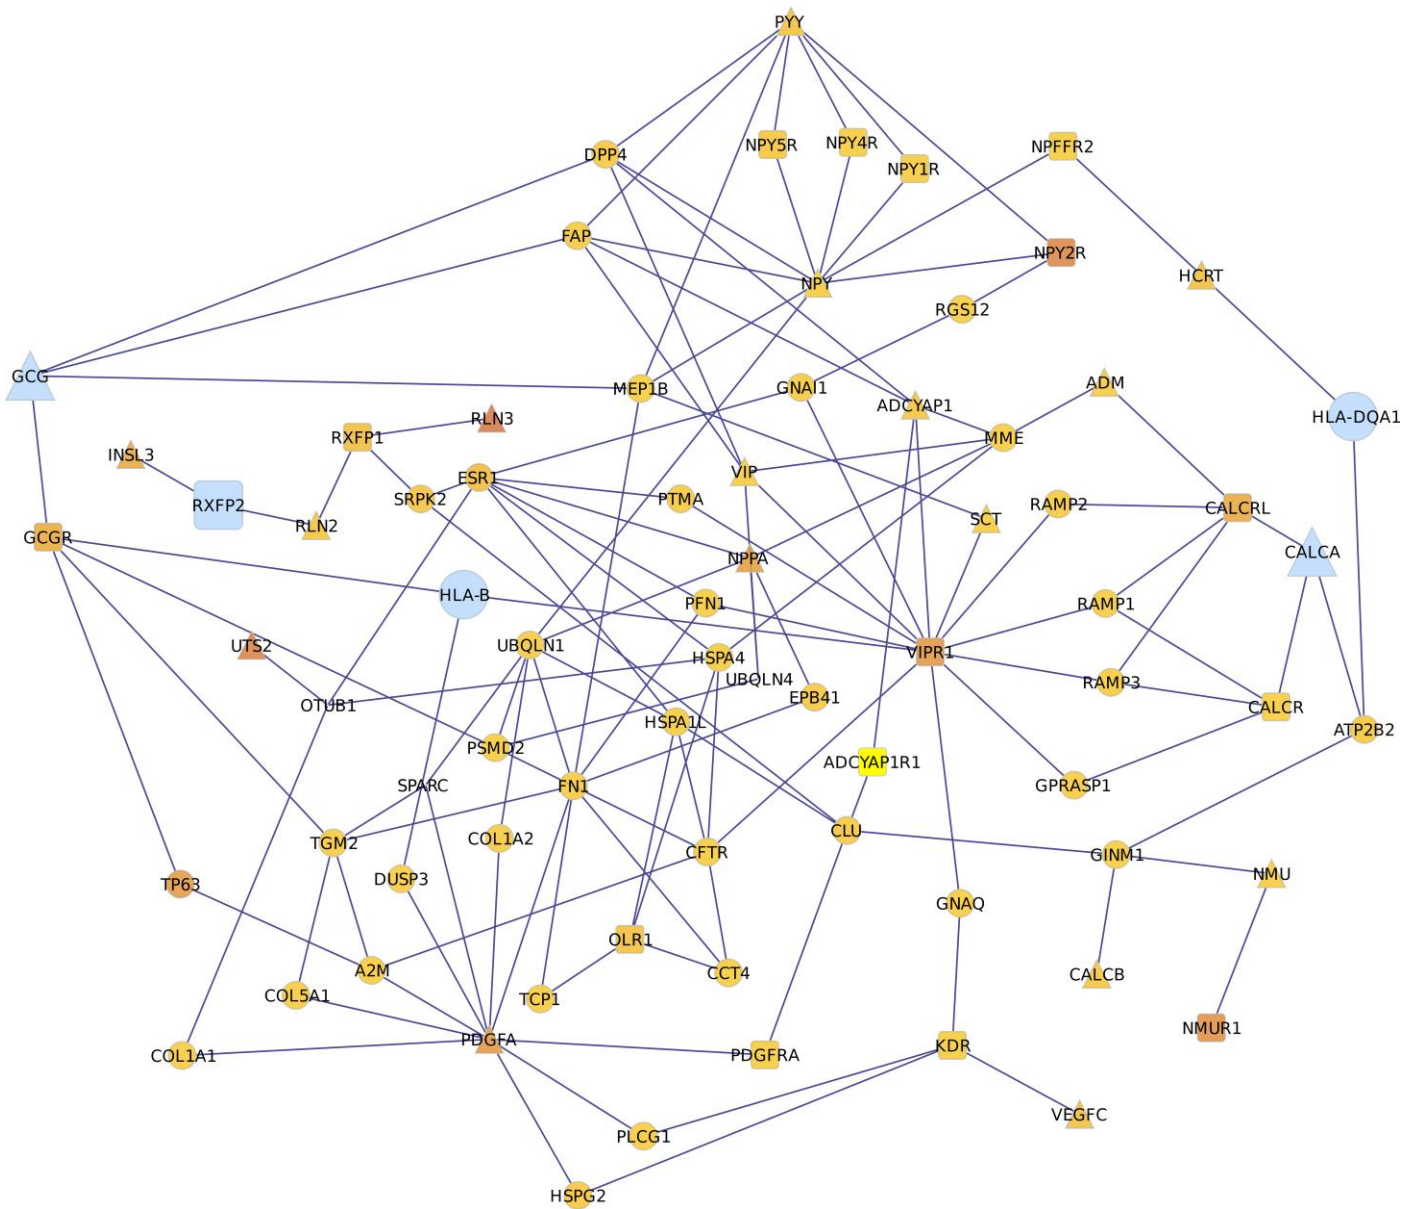 PYY
NPY5R
NPY4R
NPFFR2
DPP4
NPY1R
FAP
NPY2R
HCRT
NPY
RGS12
GCG
MEP1B
GNAI1
ADM
ADCYAP1
HLA-DQA1
RLN3
RXFP1
MME
INSL3
VIP
ESR1
SRPK2
PTMA
RXFP2
RAMP2
CALCRL
RLN2
SCT
GCGR
CALCA
NPPA
HLA-B
PFN1
RAMP1
UTS2
UBQLN1
VIPR1
HSPA4
UBQLN4
RAMP3
EPB41
OTUB1
CALCR
HSPA1L
ATP2B2
PSMD2
ADCYAP1R1
SPARC
FN1
GPRASP1
CLU
COL1A2
TGM2
CFTR
GINM1
DUSP3
TP63
NMU
GNAQ
OLR1
A2M
CCT4
CALCB
COL5A1
TCP1
NMUR1
PDGFA
KDR
COL1A1
PDGFRA
VEGFC
PLCG1
HSPG2